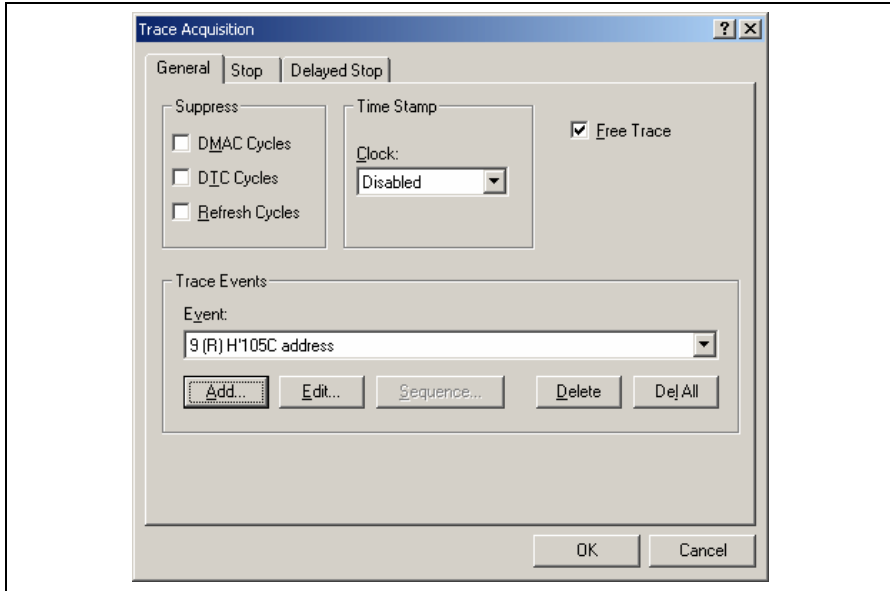 Trace Acquisition
General Stop Delayed Stop
Suppress
DMAC Cycles
DTC Cycles
Refresh Cycles
Time Stamp
Clock:
Disabled
Free Trace
Trace Events
Event:
9 (R) H'105C address
Add... Edit... Sequence... Delete Del All
OK Cancel